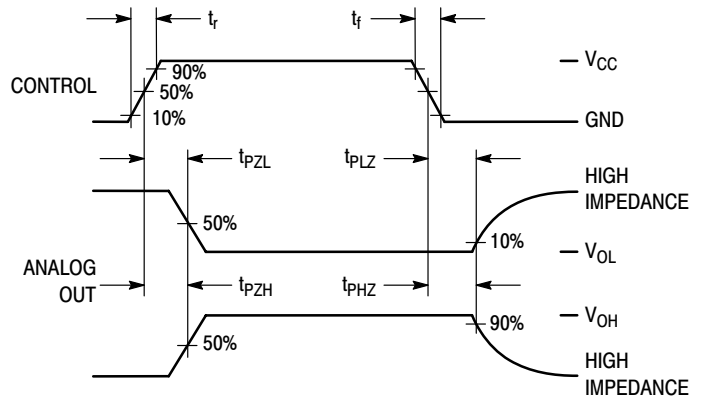 tr
tf
90%
VCC
CONTROL
50%
10%
GND
tPZL
tPLZ
HIGH
IMPEDANCE
50%
10%
VOL
ANALOG
OUT
tPZH
tPHZ
VOH
90%
50%
HIGH
IMPEDANCE